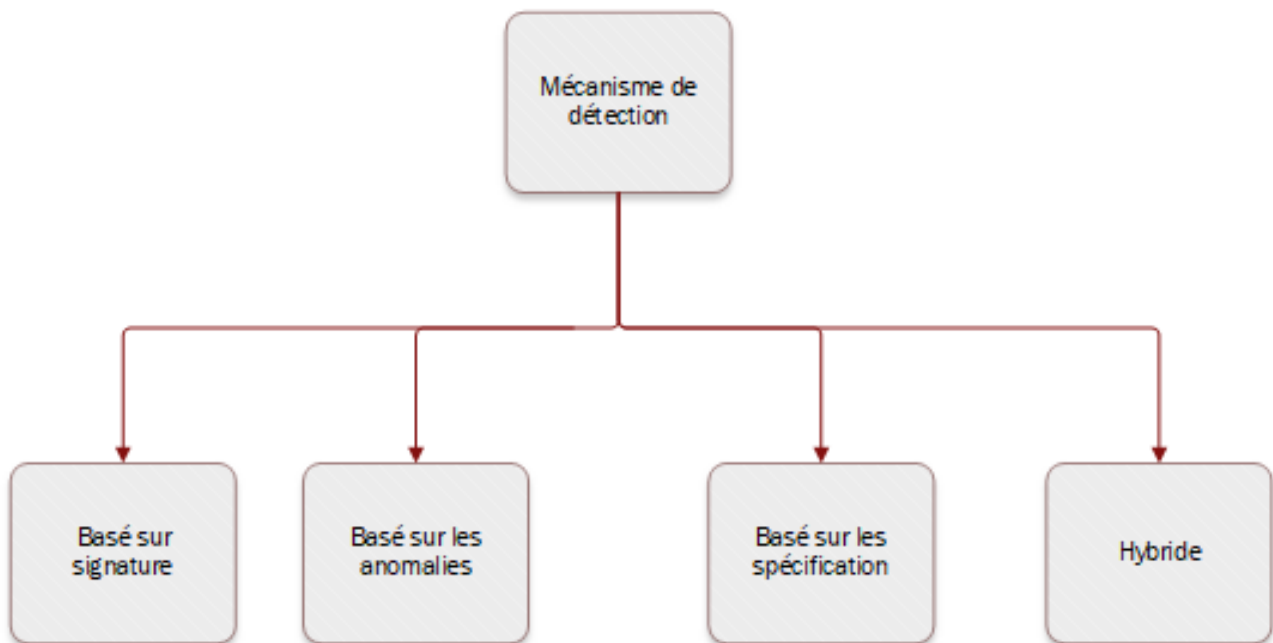 Mécanisme de
détection
Basé sur
signature
Basé sur les
anomalies
Basé sur les
spécification
Hybride